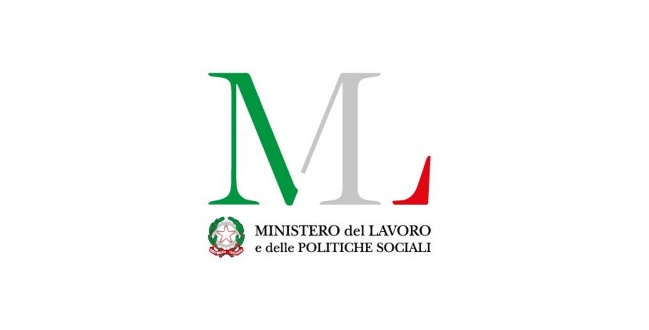 ML
MINISTERO del LAVORO
e delle POLITICHE SOCIALI